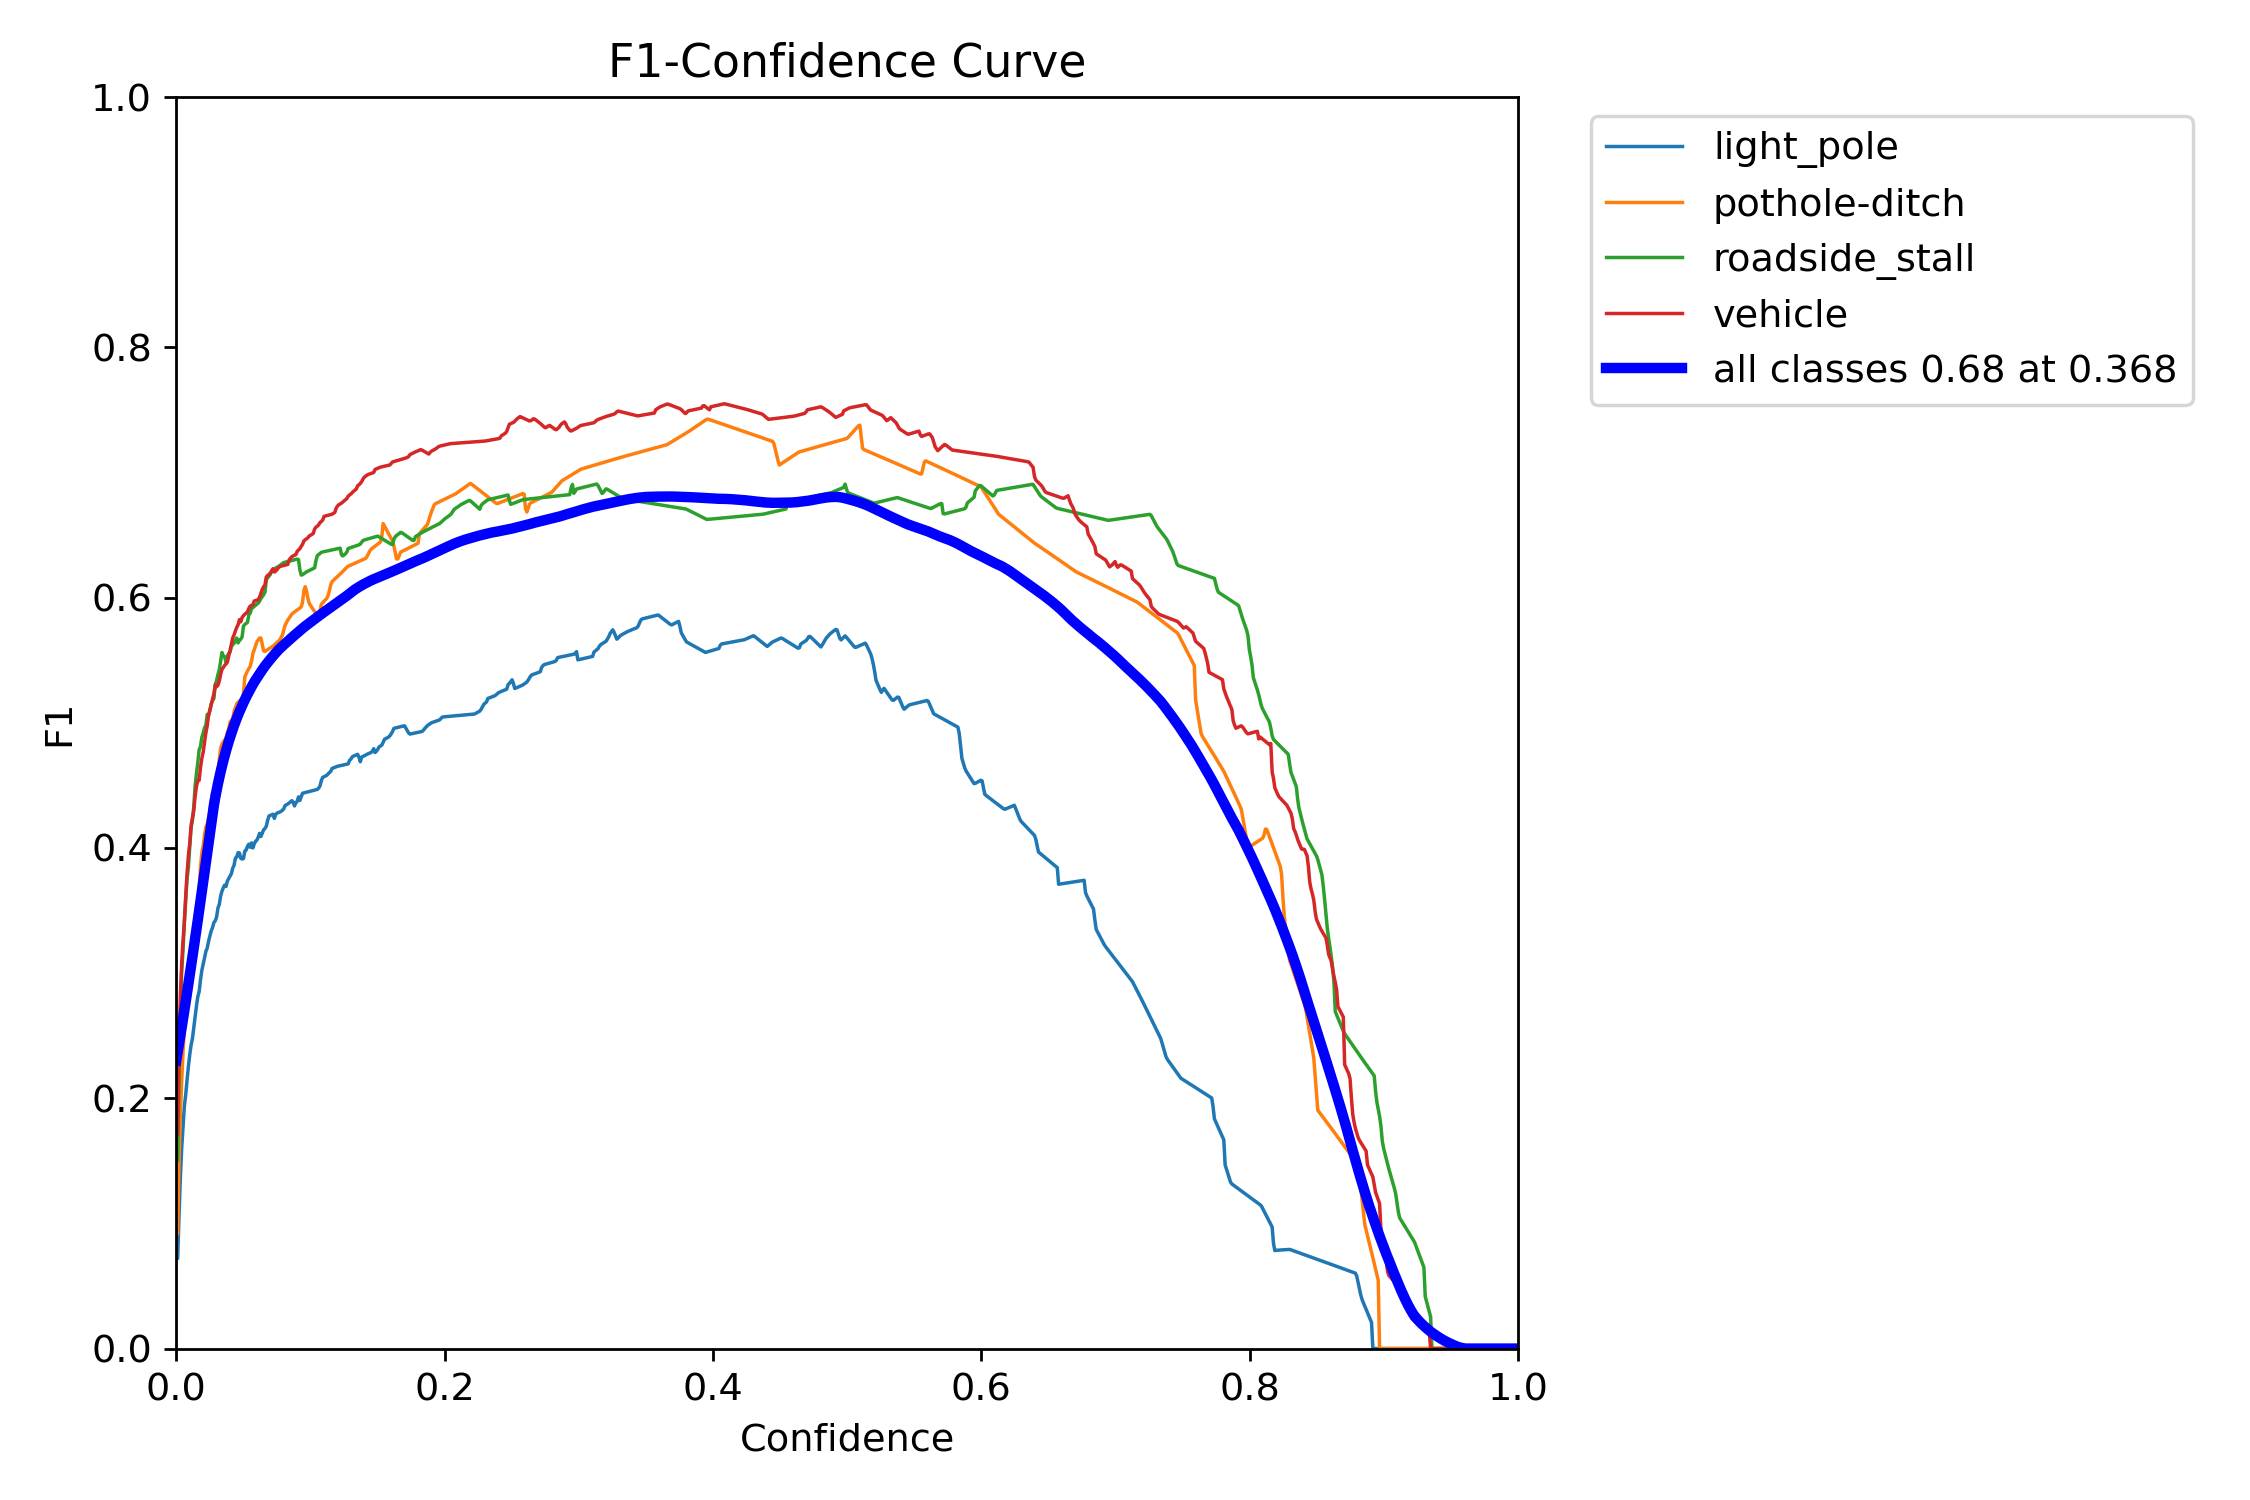 F1-Confidence Curve
1.0
0.8
0.6
0.4
0.2
0.0
F1
0.0 0.2 0.4 0.6 0.8 1.0
Confidence
light_pole
pothole-ditch
roadside_stall
vehicle
all classes 0.68 at 0.368